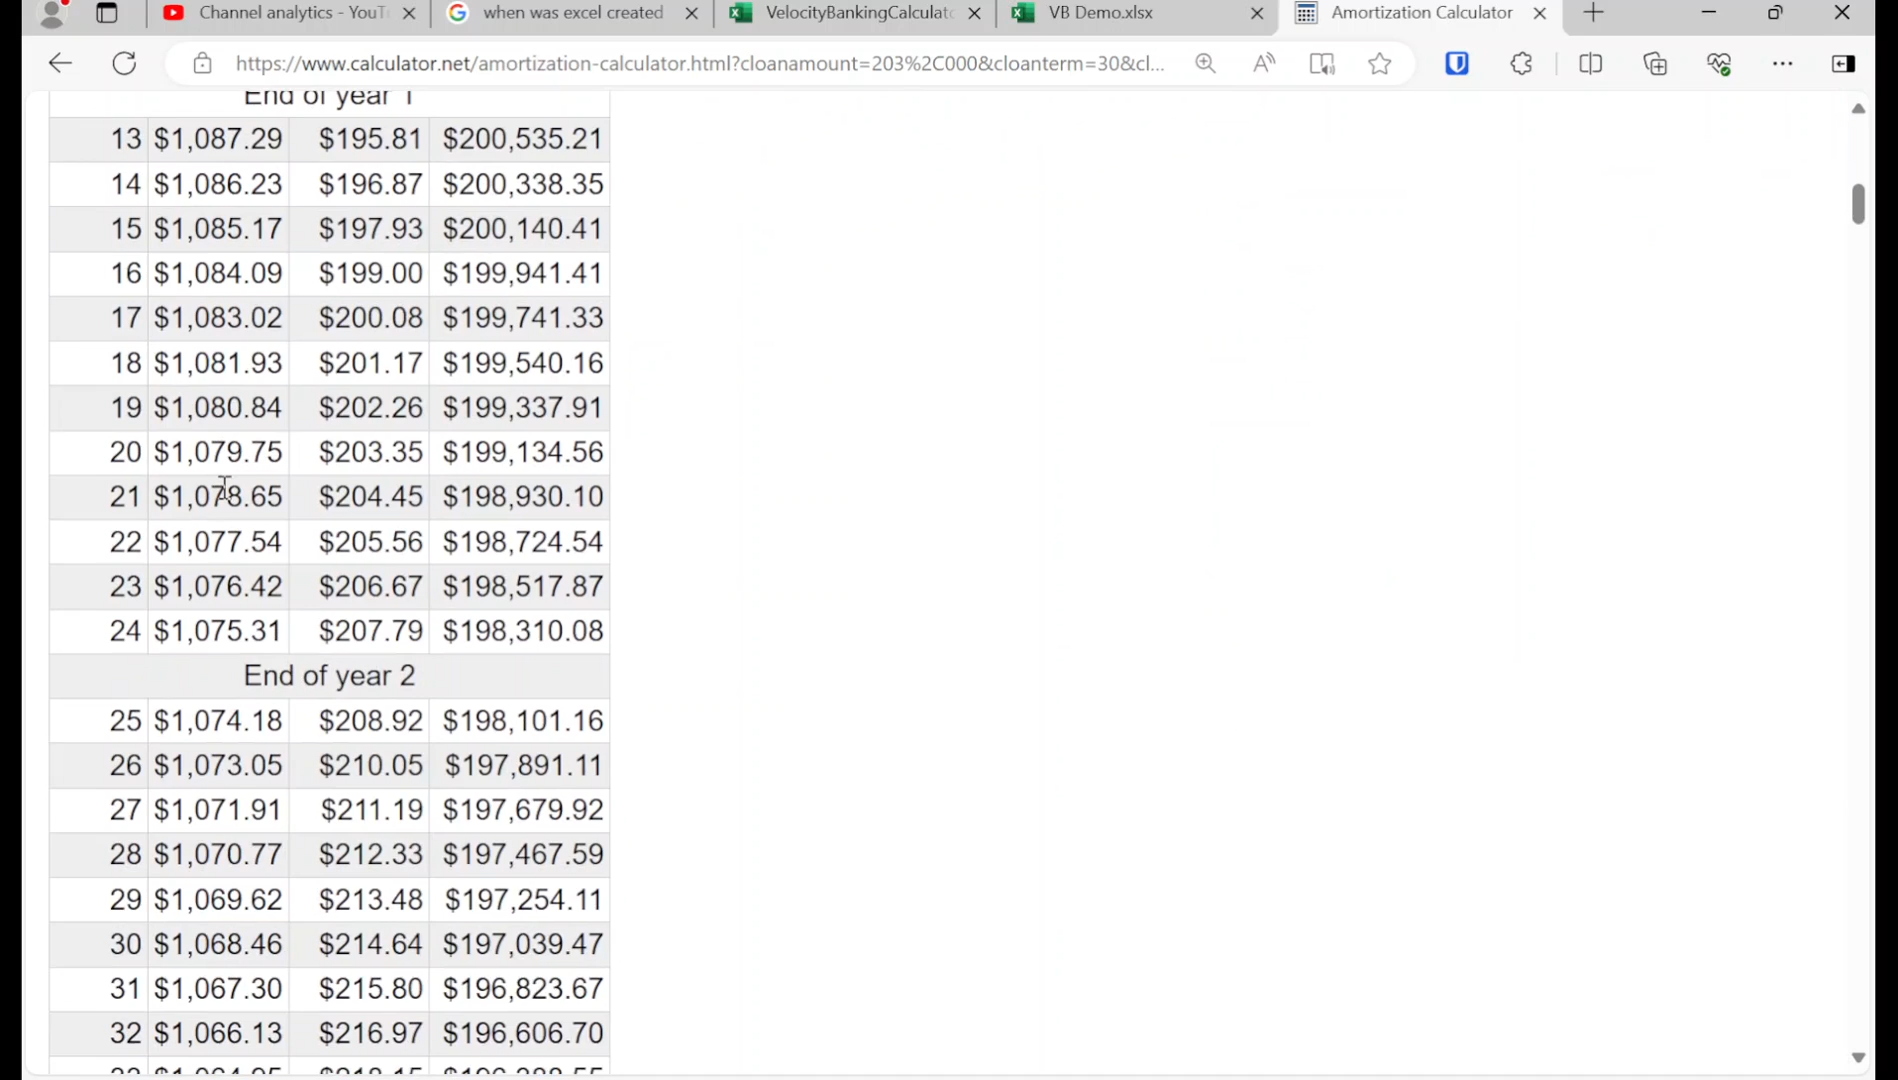 Channel analytics - YouT
when was excel created
VelocityBankingCalculat
VB Demo.xlsx
Amortization Calculator
https://www.calculator.net/amortization-calculator.html?cloanamount=203%2C000&cloanterm=30&cl...
End of year 1
13 $1,087.29 $195.81 $200,535.21
14 $1,086.23 $196.87 $200,338.35
15 $1,085.17 $197.93 $200,140.41
16 $1,084.09 $199.00 $199,941.41
17 $1,083.02 $200.08 $199,741.33
18 $1,081.93 $201.17 $199,540.16
19 $1,080.84 $202.26 $199,337.91
20 $1,079.75 $203.35 $199,134.56
21 $1,078.65 $204.45 $198,930.10
22 $1,077.54 $205.56 $198,724.54
23 $1,076.42 $206.67 $198,517.87
24 $1,075.31 $207.79 $198,310.08
End of year 2
25 $1,074.18 $208.92 $198,101.16
26 $1,073.05 $210.05 $197,891.11
27 $1,071.91 $211.19 $197,679.92
28 $1,070.77 $212.33 $197,467.59
29 $1,069.62 $213.48 $197,254.11
30 $1,068.46 $214.64 $197,039.47
31 $1,067.30 $215.80 $196,823.67
32 $1,066.13 $216.97 $196,606.70